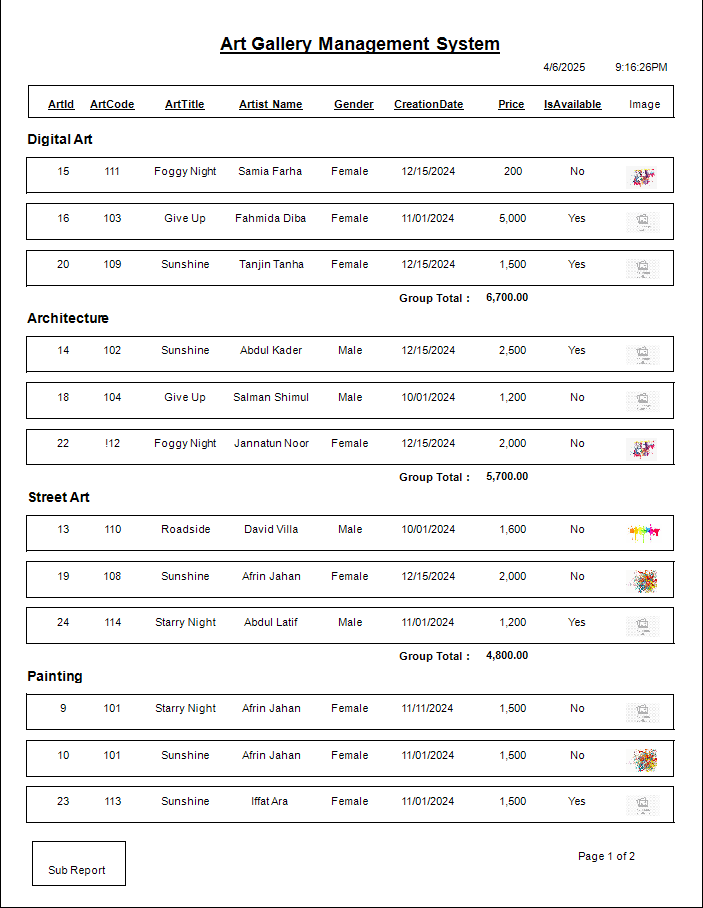 Art Gallery Management System
4/6/2025 9:16:26PM
ArtId ArtCode ArtTitle Artist Name Gender CreationDate Price IsAvailable Image
Digital Art
15 111 Foggy Night Samia Farha Female 12/15/2024 200 No
16 103 Give Up Fahmida Diba Female 11/01/2024 5,000 Yes
20 109 Sunshine Tanjin Tanha Female 12/15/2024 1,500 Yes
Group Total : 6,700.00
Architecture
14 102 Sunshine Abdul Kader Male 12/15/2024 2,500 Yes
18 104 Give Up Salman Shimul Male 10/01/2024 1,200 No
22 !12 Foggy Night Jannatun Noor Female 12/15/2024 2,000 No
Group Total : 5,700.00
Street Art
13 110 Roadside David Villa Male 10/01/2024 1,600 No
19 108 Sunshine Afrin Jahan Female 12/15/2024 2,000 No
24 114 Starry Night Abdul Latif Male 11/01/2024 1,200 Yes
Group Total : 4,800.00
Painting
9 101 Starry Night Afrin Jahan Female 11/11/2024 1,500 No
10 101 Sunshine Afrin Jahan Female 11/01/2024 1,500 No
23 113 Sunshine Iffat Ara Female 11/01/2024 1,500 Yes
Sub Report
Page 1 of 2